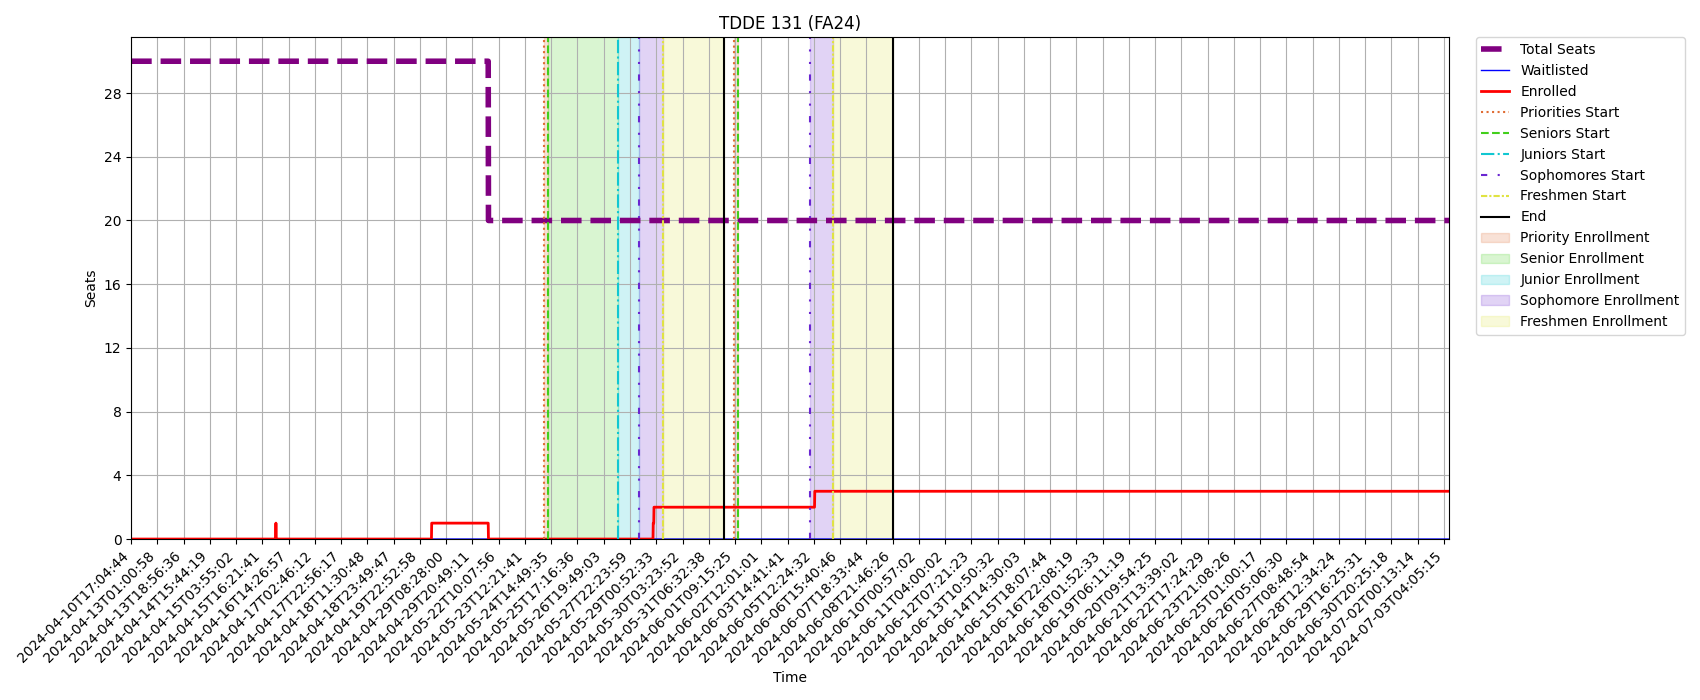 TDDE 131 (FA24)
Seats
28
24
20
16
12
8
4
0
2024-04-10T17:04:44
2024-04-13T01:00:58
2024-04-13T18:56:36
2024-04-14T15:44:19
2024-04-15T03:55:02
2024-04-15T16:21:41
2024-04-16T14:26:57
2024-04-17T02:46:12
2024-04-17T22:56:17
2024-04-18T11:30:48
2024-04-18T23:49:47
2024-04-19T22:52:58
2024-04-29T08:28:00
2024-04-29T20:49:11
2024-05-22T10:07:56
2024-05-23T12:21:41
2024-05-24T14:49:35
2024-05-25T17:16:36
2024-05-26T19:49:03
2024-05-27T22:23:59
2024-05-29T00:52:33
2024-05-30T03:23:52
2024-05-31T06:32:38
2024-06-01T09:15:25
2024-06-02T12:01:01
2024-06-03T14:41:41
2024-06-05T12:24:32
2024-06-06T15:40:46
2024-06-07T18:33:44
2024-06-08T21:46:26
2024-06-10T00:57:02
2024-06-11T04:00:02
2024-06-12T07:21:23
2024-06-13T10:50:32
2024-06-14T14:30:03
2024-06-15T18:07:44
2024-06-16T22:08:19
2024-06-18T01:52:33
2024-06-19T06:11:19
2024-06-20T09:54:25
2024-06-21T13:39:02
2024-06-22T17:24:29
2024-06-23T21:08:26
2024-06-25T01:00:17
2024-06-26T05:06:30
2024-06-27T08:48:54
2024-06-28T12:34:24
2024-06-29T16:25:31
2024-06-30T20:25:18
2024-07-02T00:13:14
2024-07-03T04:05:15
Time
Total Seats
Waitlisted
Enrolled
Priorities Start
Seniors Start
Juniors Start
Sophomores Start
Freshmen Start
End
Priority Enrollment
Senior Enrollment
Junior Enrollment
Sophomore Enrollment
Freshmen Enrollment